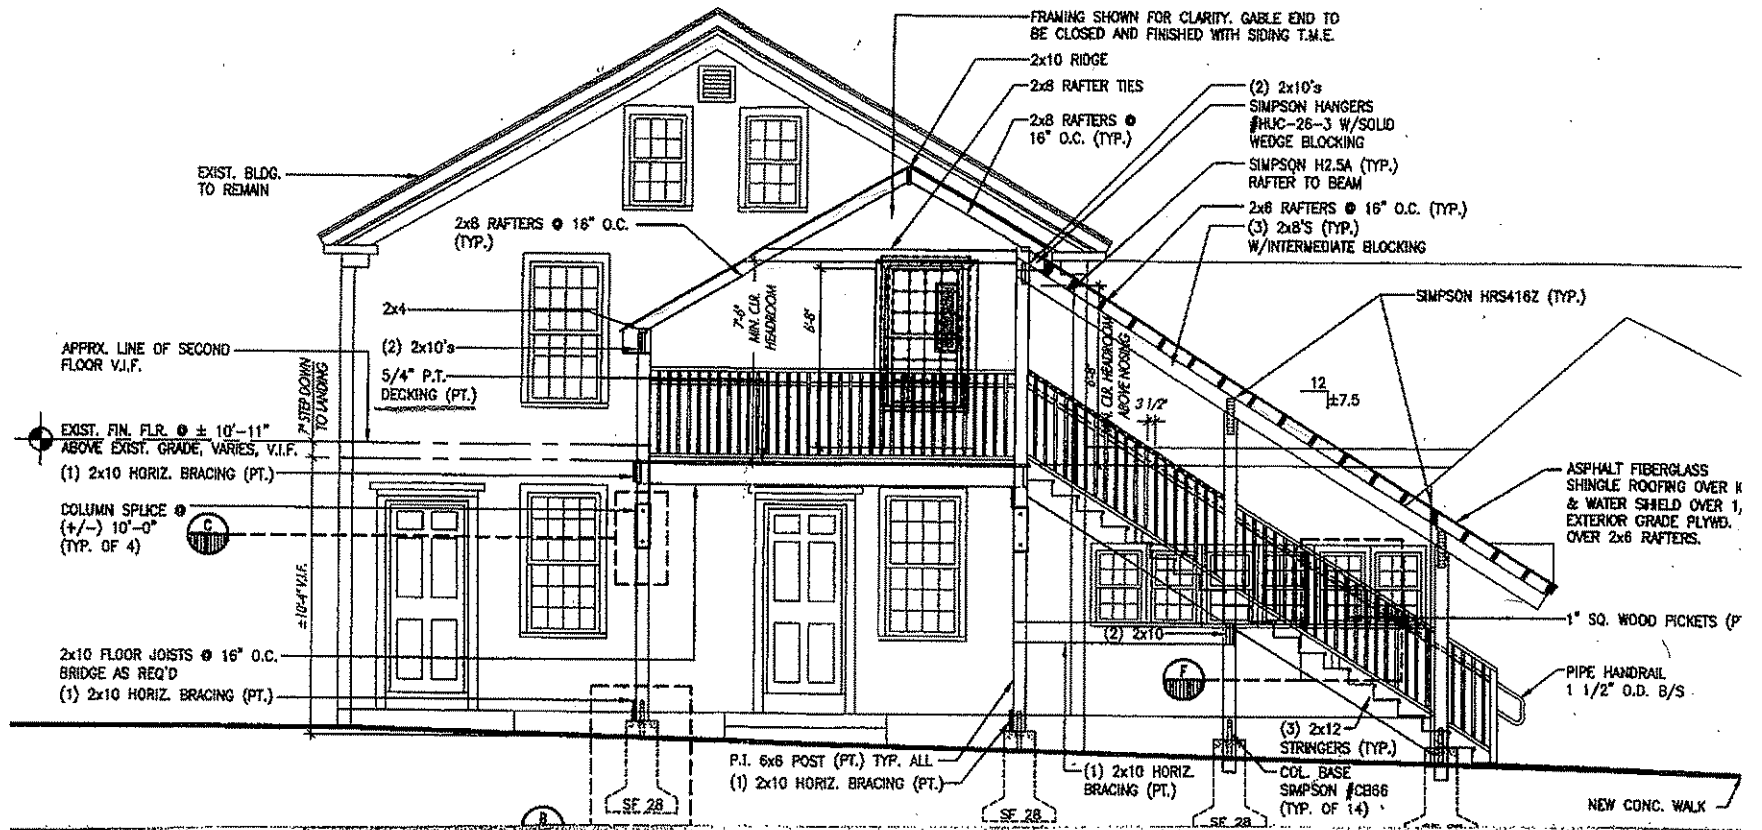 FRAMING SHOWN FOR CLARITY. GABLE END TO
BE CLOSED AND FINISHED WITH SIDING T.M.E.
2x10 RIDGE
2x8 RAFTER TIES
2x8 RAFTERS @
16" O.C. (TYP.)
(2) 2x10's
SIMPSON HANGERS
#HUC-26-3 W/SOLID
WEDGE BLOCKING
SIMPSON H2.5A (TYP.)
RAFTER TO BEAM
2x6 RAFTERS @ 16" O.C. (TYP.)
(3) 2x8'S (TYP.)
W/INTERMEDIATE BLOCKING
SIMPSON HRS416Z (TYP.)
EXIST. BLDG.
TO REMAIN
2x8 RAFTERS @ 16" O.C.
(TYP.)
2x4
(2) 2x10's
5/4" P.T.
DECKING (PT.)
7'-6"
MIN. CLR.
HEADROOM
6'-8"
6'-8"
CLR. HEADROOM
ABOVE NOSING
3 1/2"
12
±7.5
APPRX. LINE OF SECOND
FLOOR V.I.F.
7" STEP DOWN
TO LANDING
EXIST. FIN. FLR. @ ± 10'-11"
ABOVE EXIST. GRADE, VARIES, V.I.F.
(1) 2x10 HORIZ. BRACING (PT.)
COLUMN SPLICE @
(+/-) 10'-0"
(TYP. OF 4)
C
±10'-4" V.I.F.
2x10 FLOOR JOISTS @ 16" O.C.
BRIDGE AS REQ'D
(1) 2x10 HORIZ. BRACING (PT.)
ASPHALT FIBERGLASS
SHINGLE ROOFING OVER
& WATER SHIELD OVER
EXTERIOR GRADE PLYWD.
OVER 2x6 RAFTERS.
1" SQ. WOOD PICKETS
PIPE HANDRAIL
1 1/2" O.D. B/S
(2) 2x10
F
(3) 2x12
STRINGERS (TYP.)
P.I. 6x6 POST (PT.) TYP. ALL
(1) 2x10 HORIZ. BRACING (PT.)
(1) 2x10 HORIZ.
BRACING (PT.)
COL. BASE
SIMPSON #CB66
(TYP. OF 14)
NEW CONC. WALK
SF 28
SF 28
SF 28
B